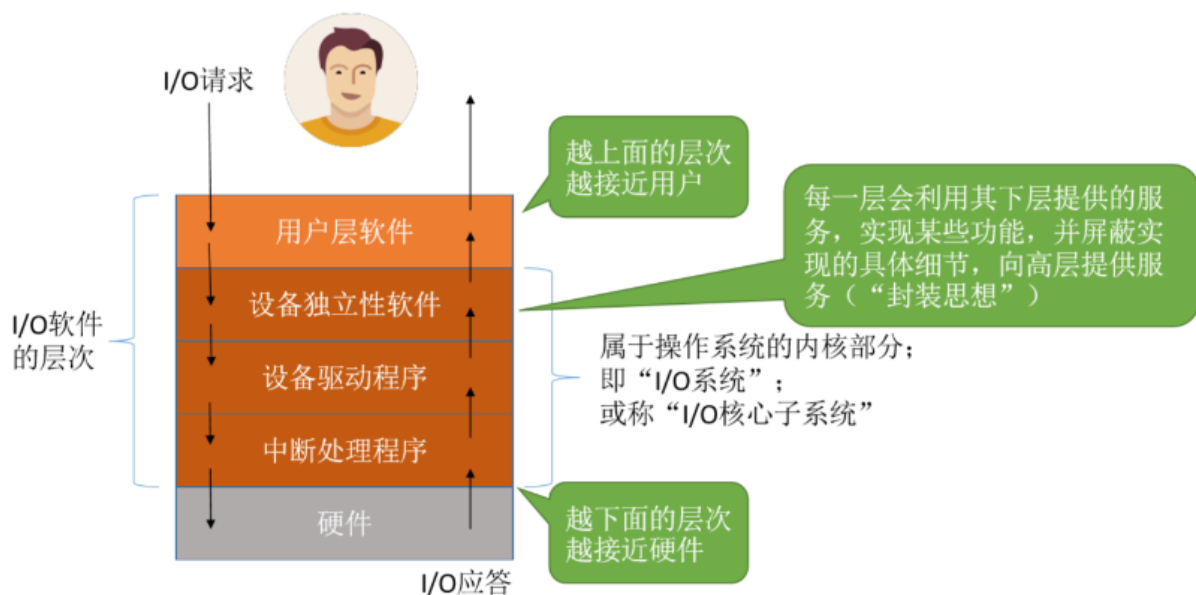 I/O请求
越上面的层次
越接近用户
每一层会利用其下层提供的服
务，实现某些功能，并屏蔽实
现的具体细节，向高层提供服
务（“封装思想”）
用户层软件
设备独立性软件
I/O软件
的层次
设备驱动程序
属于操作系统的内核部分；
即“I/O系统”；
或称“I/O核心子系统”
中断处理程序
硬件
越下面的层次
越接近硬件
I/O应答